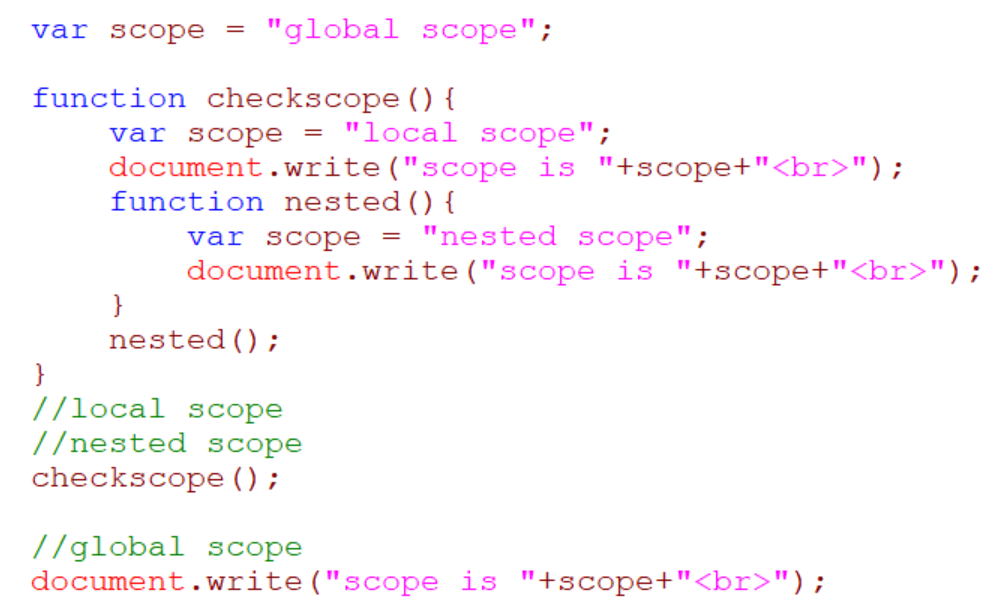 var scope = "global scope";
function checkscope(){
var scope = "local scope";
document.write("scope is "+scope+"<br>");
function nested(){
var scope = "nested scope";
document.write("scope is "+scope+"<br>");
}
nested();
}
//local scope
//nested scope
checkscope();
//global scope
document.write("scope is "+scope+"<br>");